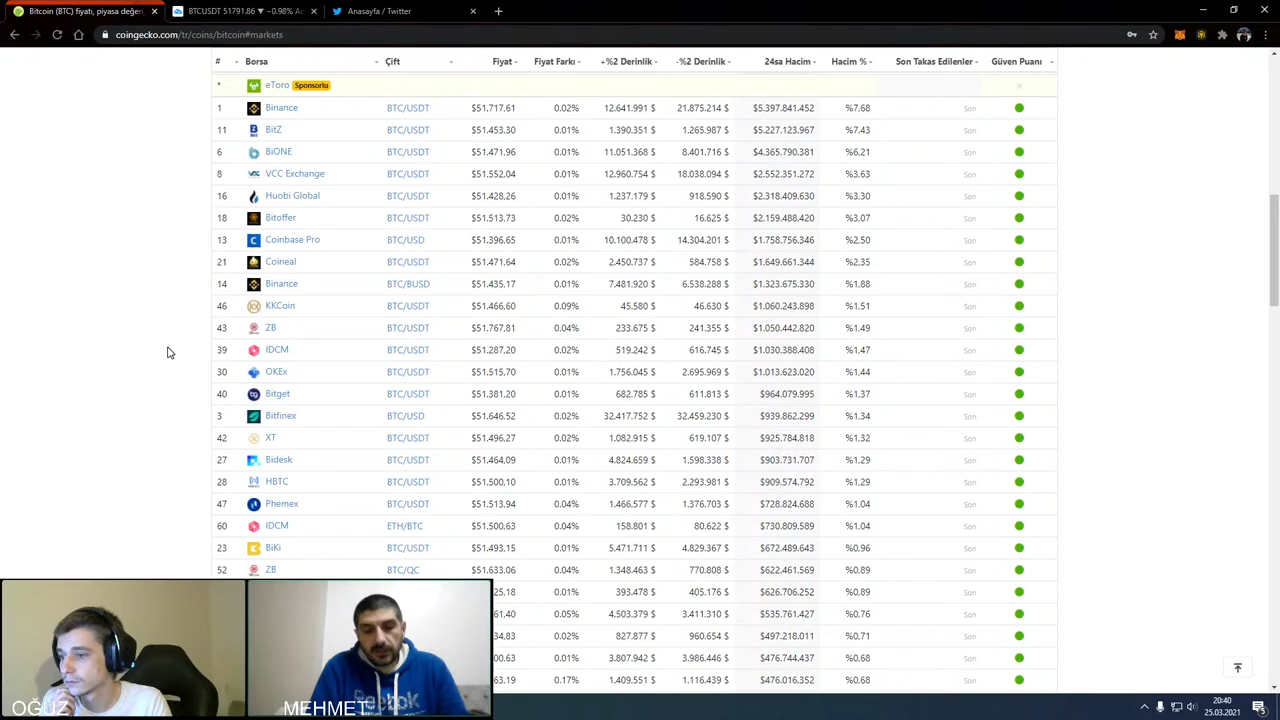 Bitcoin (BTC) fiyatı, piyasa değer
BTCUSDT 51791.86 ▼ −0.98% Ad
Anasayfa / Twitter
coingecko.com/tr/coins/bitcoin#markets
# Borsa Çift Fiyat Fiyat Farkı +%2 Derinlik -%2 Derinlik 24sa Hacim Hacim % Son Takas Edilenler Güven Puanı
* eToro Sponsorlu
1 Binance BTC/USDT $51.717,61 0.02% 12.641.991 $ 21.875.214 $ $5.397.841.452 %7,68 Son
11 BitZ BTC/USDT $51.453.30 0.01% 1.390.351 $ 1.265.987 $ $5.227.123.967 %7,43 Son
6 BiONE BTC/USDT $51.471,96 0.01% 11.051.368 $ 8.401.716 $ $4.365.790.381 %6,21 Son
8 VCC Exchange BTC/USDT $51.552,04 0.01% 12.960.754 $ 18.038.094 $ $2.552.351.272 %3.63 Son
16 Huobi Global BTC/USDT $51.428.26 0.01% 1.237.179 $ 718.590 $ $2.318.409.630 %3,30 Son
18 Bitoffer BTC/USDT $51.513,73 0.02% 30.230 $ 16.625 $ $2.159.488.420 %3,07 Son
13 Coinbase Pro BTC/USD $51.396.65 0.01% 10.100.478 $ 14.304.201 $ $1.758.756.346 %2.50 Son
21 Coineal BTC/USDT $51.471,64 0.02% 2.450.737 $ 134.758 $ $1.649.661.344 %2.35 Son
14 Binance BTC/BUSD $51.435,17 0.01% 7.481.920 $ 5.538.288 $ $1.323.675.330 %1.88 Son
46 KKCoin BTC/USDT $51.466,60 0.09% 45.580 $ 16.630 $ $1.060.243.898 %1,51 Son
43 ZB BTC/USDT $51.767.81 0.04% 233.675 $ 241.355 $ $1.050.442.820 %1.49 Son
39 IDCM BTC/USDT $51.287.20 0.02% 519.242 $ 616.745 $ $1.030.388.408 %1,47 Son
30 OKEx BTC/USDT $51.515,70 0.01% 1.756.045 $ 2.695.969 $ $1.013.623.020 %1,44 Son
40 Bitget BTC/USDT $51.381,20 0.01% 682.785 $ 611.813 $ $964.079.995 %1.37 Son
3 Bitfinex BTC/USD $51.646,52 0.02% 32.417.752 $ 32.459.230 $ $939.862.299 %1,34 Son
42 XT BTC/USDT $51.496,27 0.02% 1.082.915 $ 619.107 $ $925.784.818 %1,32 Son
27 Bidesk BTC/USDT $51.464.09 0.01% 4.824.659 $ 598.338 $ $903.731.707 %1.29 Son
28 HBTC BTC/USDT $51.500,10 0.01% 2.709.562 $ 2.293.981 $ $909.574.792 %1.29 Son
47 Phemex BTC/USDT $51.513,94 0.04% 1.466.577 $ 1.376.703 $ $728.824.688 %1,04 Son
60 IDCM ETH/BTC $51.500,63 0.04% 158.801 $ 130.622 $ $730.809.589 %1,04 Son
23 BiKi BTC/USDT $51.493,15 0.01% 5.471.711 $ 4.829.367 $ $672.489.643 %0,96 Son
52 ZB BTC/QC $51.633.06 0.04% 1.348.463 $ 770.808 $ $622.461.569 %0.89 Son
25.18 0.01% 393.478 $ 405.176 $ $626.706.252 %0.89 Son
61.40 0.05% 4.503.379 $ 3.411.310 $ $535.761.427 %0,76 Son
34.83 0.02% 827.877 $ 960.654 $ $497.218.011 %0,71 Son
00.63 0.01% 3.807.942 $ 3.986.446 $ $476.744.437 %0.68 Son
63.19 0.17% 1.409.551 $ 1.116.439 $ $476.016.352 %0.68 Son
OĞUZ
MEHMET
20:40
25.03.2021